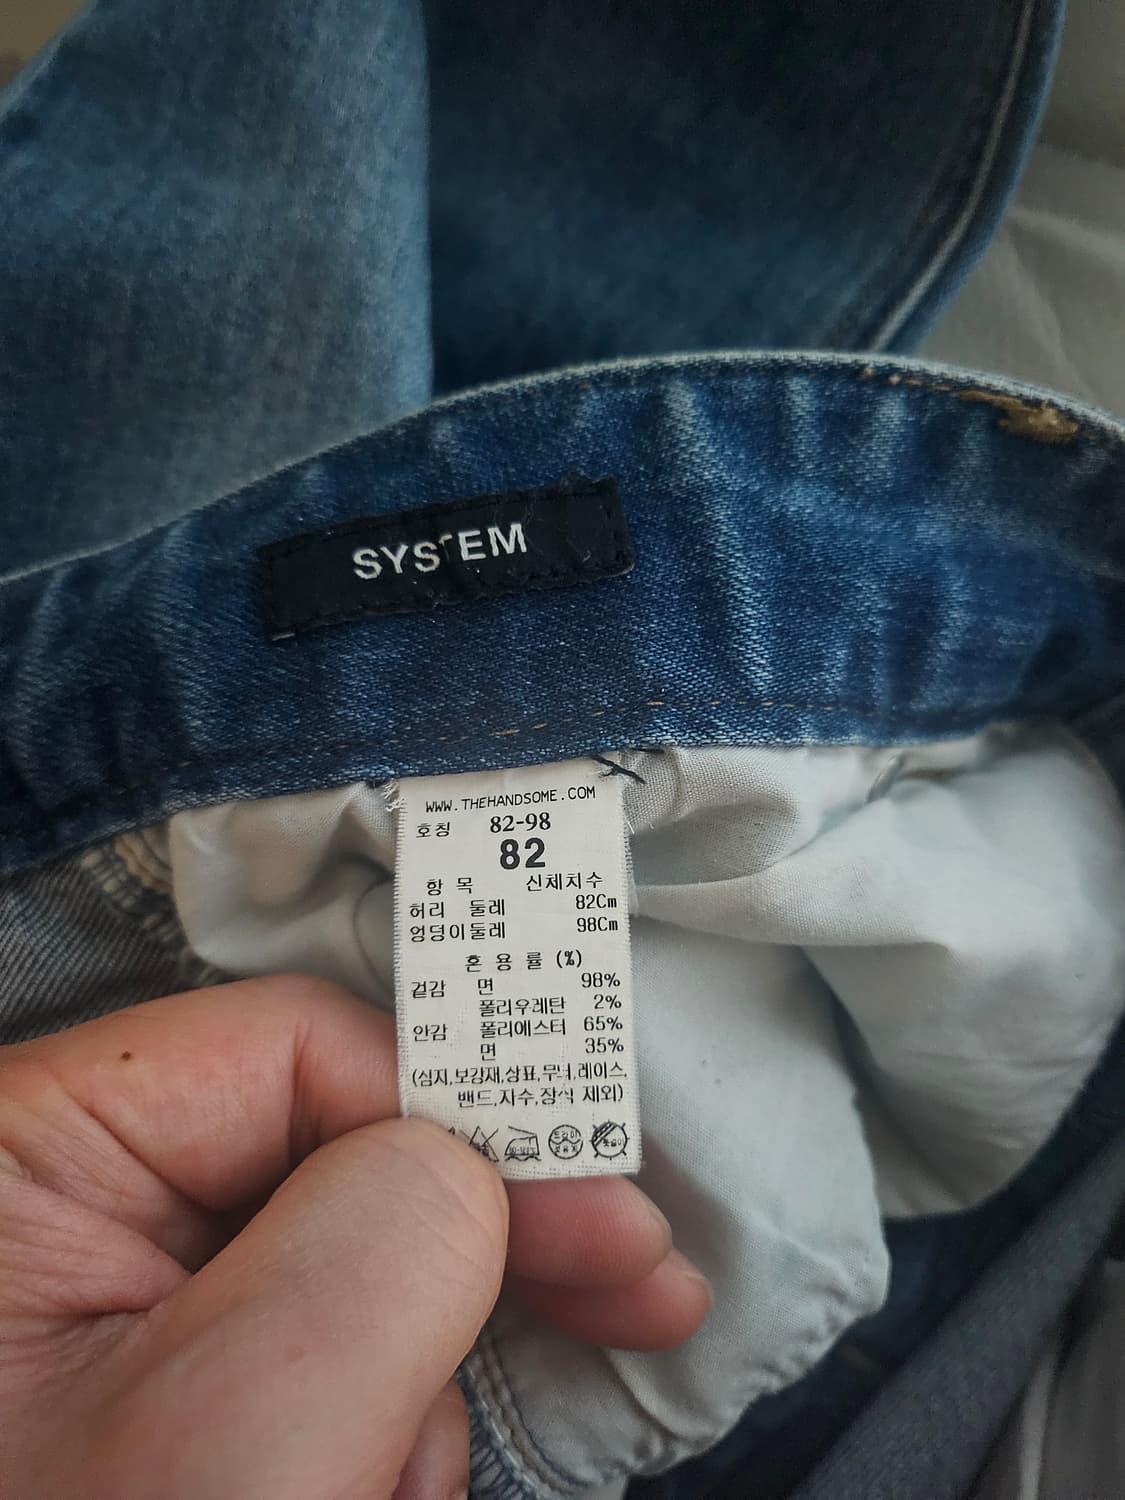 SYSTEM
WWW.THEHANDSOME.COM
호칭 82-98
82
항 목 신체치수
허리 둘레 82Cm
엉덩이둘레 98Cm
혼 용 률 (%)
겉감 면 98%
폴리우레탄 2%
안감 폴리에스터 65%
면 35%
(심지,보강재,상표,무늬,레이스,
밴드,자수,장식 제외)